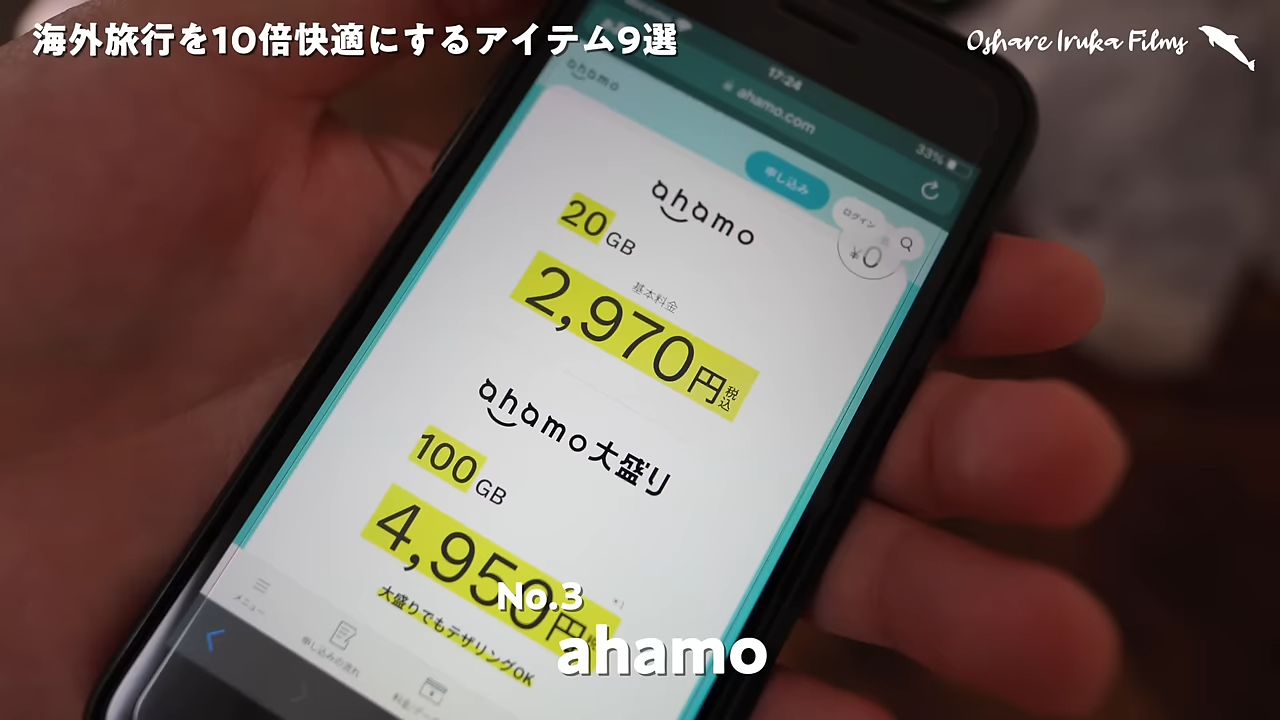 海外旅行を10倍快適にするアイテム9選
Oshare Iruka Films
17:24
ahamo.com
33%
ahamo
申し込み
ログイン
¥0
ahamo
20GB
基本料金
2,970円税込
ahamo大盛り
100GB
4,950円
*1
大盛りでもテザリングOK
メニュー
申し込みの流れ
No.3
ahamo